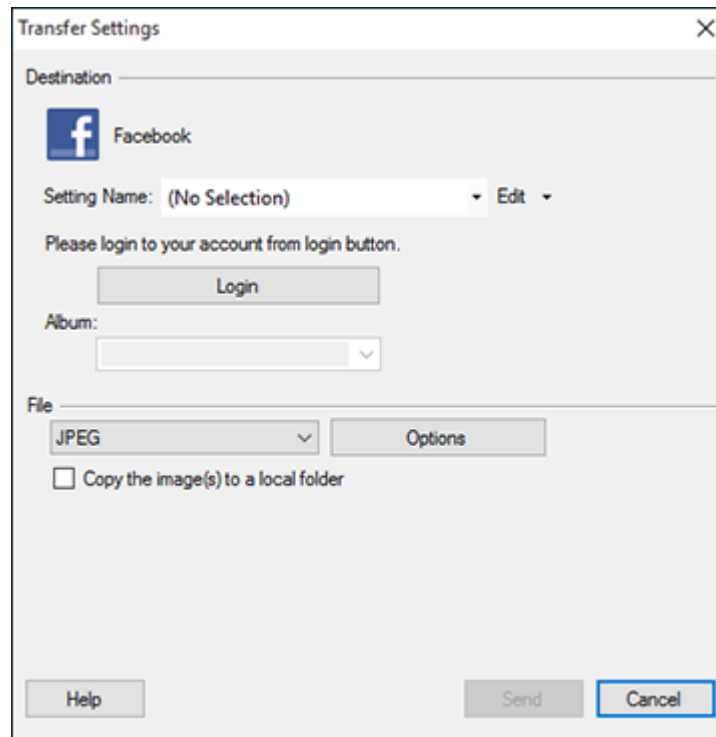 Transfer Settings
Destination
f
Facebook
Setting Name: (No Selection) Edit
Please login to your account from login button.
Login
Album:
File
JPEG Options
Copy the image(s) to a local folder
Help Send Cancel